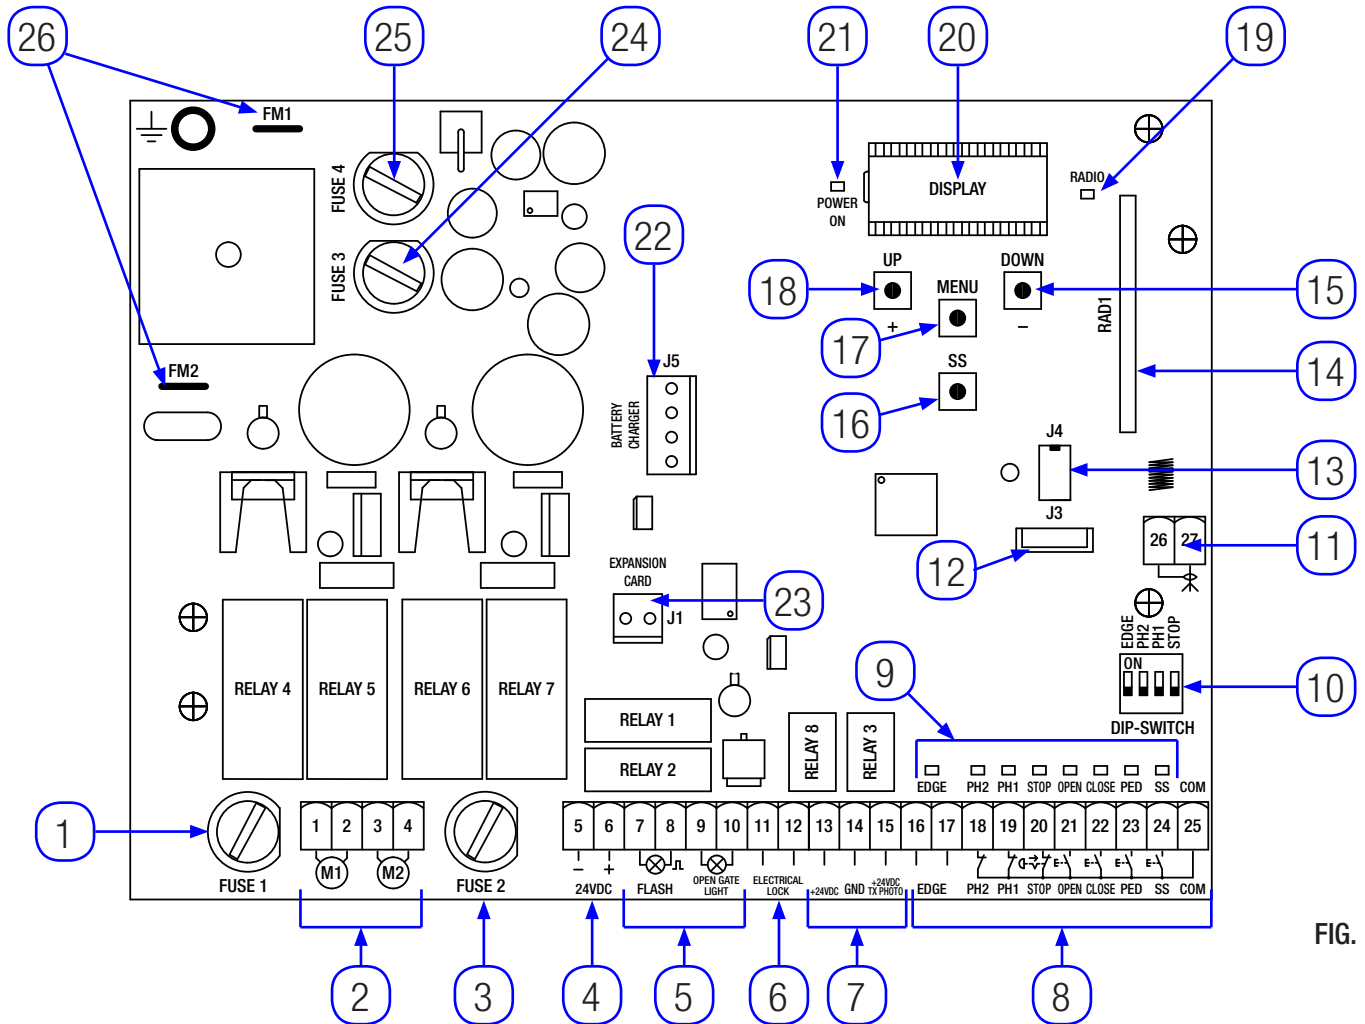 26
25
24
21
20
19
FM1
FUSE 4
POWER
ON
DISPLAY
RADIO
22
FUSE 3
18
UP
+
MENU
DOWN
–
15
17
RAD1
FM2
J5
SS
14
16
BATTERY
CHARGER
J4
13
J3
12
26 27
11
EXPANSION
CARD
J1
23
EDGE
PH2
PH1
STOP
ON
10
DIP-SWITCH
9
RELAY 4
RELAY 5
RELAY 6
RELAY 7
RELAY 1
RELAY 2
RELAY 8
RELAY 3
EDGE PH2 PH1 STOP OPEN CLOSE PED SS COM
1
1 2 3 4
5 6 7 8 9 10 11 12 13 14 15 16 17 18 19 20 21 22 23 24 25
M1
M2
– +
FUSE 1
FUSE 2
24VDC
FLASH
OPEN GATE
LIGHT
ELECTRICAL
LOCK
+24VDC
GND
+24VDC
TX PHOTO
EDGE PH2 PH1 STOP OPEN CLOSE PED SS COM
FIG.
2
3
4
5
6
7
8